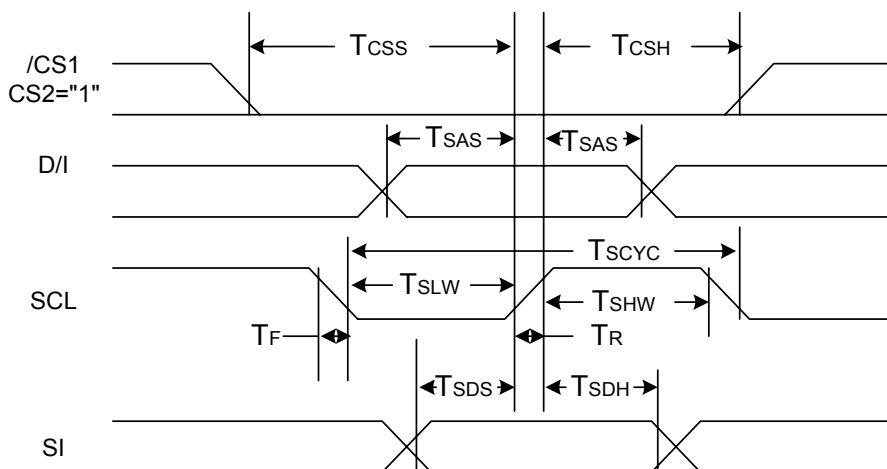 TCSS TCSH
/CS1
CS2="1"
TSAS TSAS
D/I
TSCYC
TSLW
SCL
TSHW
TF TR
TSDS TSDH
SI